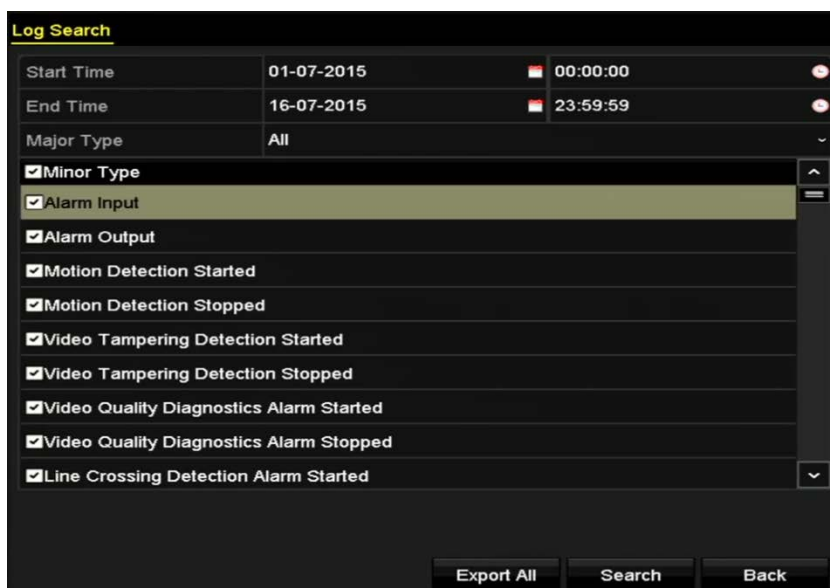 Log Search
Start Time 01-07-2015 00:00:00
End Time 16-07-2015 23:59:59
Major Type All
Minor Type
Alarm Input
Alarm Output
Motion Detection Started
Motion Detection Stopped
Video Tampering Detection Started
Video Tampering Detection Stopped
Video Quality Diagnostics Alarm Started
Video Quality Diagnostics Alarm Stopped
Line Crossing Detection Alarm Started
Export All Search Back